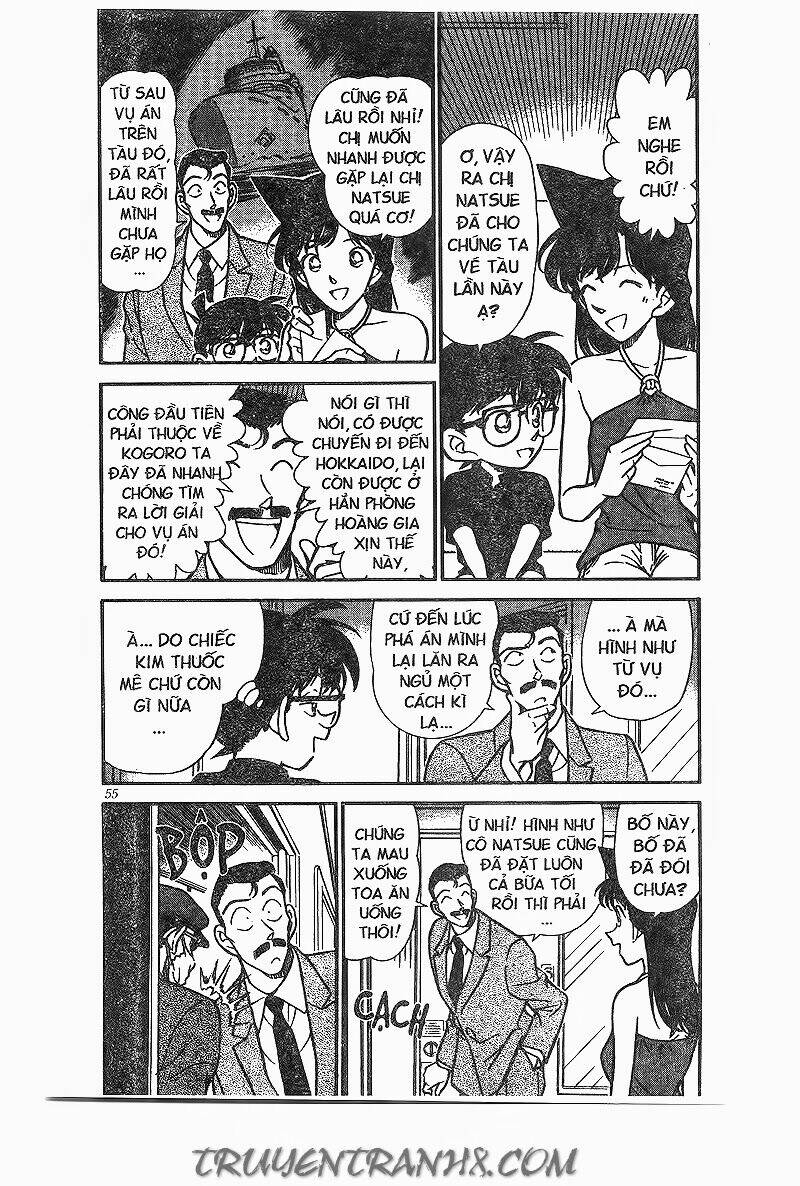 EM
NGHE
RỒI
CHỨ!
Ơ, VẬY
RA CHỊ
NATSUE
ĐÃ CHO
CHÚNG TA
VÉ TÀU
LẦN NÀY
Ạ?
CŨNG ĐÃ
LÂU RỒI NHỈ!
CHỊ MUỐN
NHANH ĐƯỢC
GẶP LẠI CHỊ
NATSUE
QUÁ CƠ!
TỪ SAU
VỤ ÁN
TRÊN
TÀU ĐÓ,
ĐÃ RẤT
LÂU RỒI
MÌNH
CHƯA
GẶP HỌ
...
NÓI GÌ THÌ
NÓI, CÓ ĐƯỢC
CHUYẾN ĐI ĐẾN
HOKKAIDO, LẠI
CÒN ĐƯỢC Ở
HẲN PHÒNG
HOÀNG GIA
XỊN THẾ
NÀY,
CÔNG ĐẦU TIÊN
PHẢI THUỘC VỀ
KOGORO TA
ĐÂY ĐÃ NHANH
CHÓNG TÌM
RA LỜI GIẢI
CHO VỤ ÁN
ĐÓ!
... À MÀ
HÌNH NHƯ
TỪ VỤ
ĐÓ...
CỨ ĐẾN LÚC
PHÁ ÁN MÌNH
LẠI LĂN RA
NGỦ MỘT
CÁCH KÌ
LẠ...
À... DO CHIẾC
KIM THUỐC
MÊ CHỨ CÒN
GÌ NỮA
...
55
BỐ NÀY,
BỐ ĐÃ
ĐÃ ĐÓI
CHƯA?
Ừ NHỈ! HÌNH NHƯ
CÔ NATSUE CŨNG
ĐÃ ĐẶT LUÔN
CẢ BỮA TỐI
RỒI THÌ PHẢI
...
CHÚNG
TA MAU
XUỐNG
TOA ĂN
UỐNG
THÔI!
CẠCH
BỘP
TRUYENTRANH8.COM